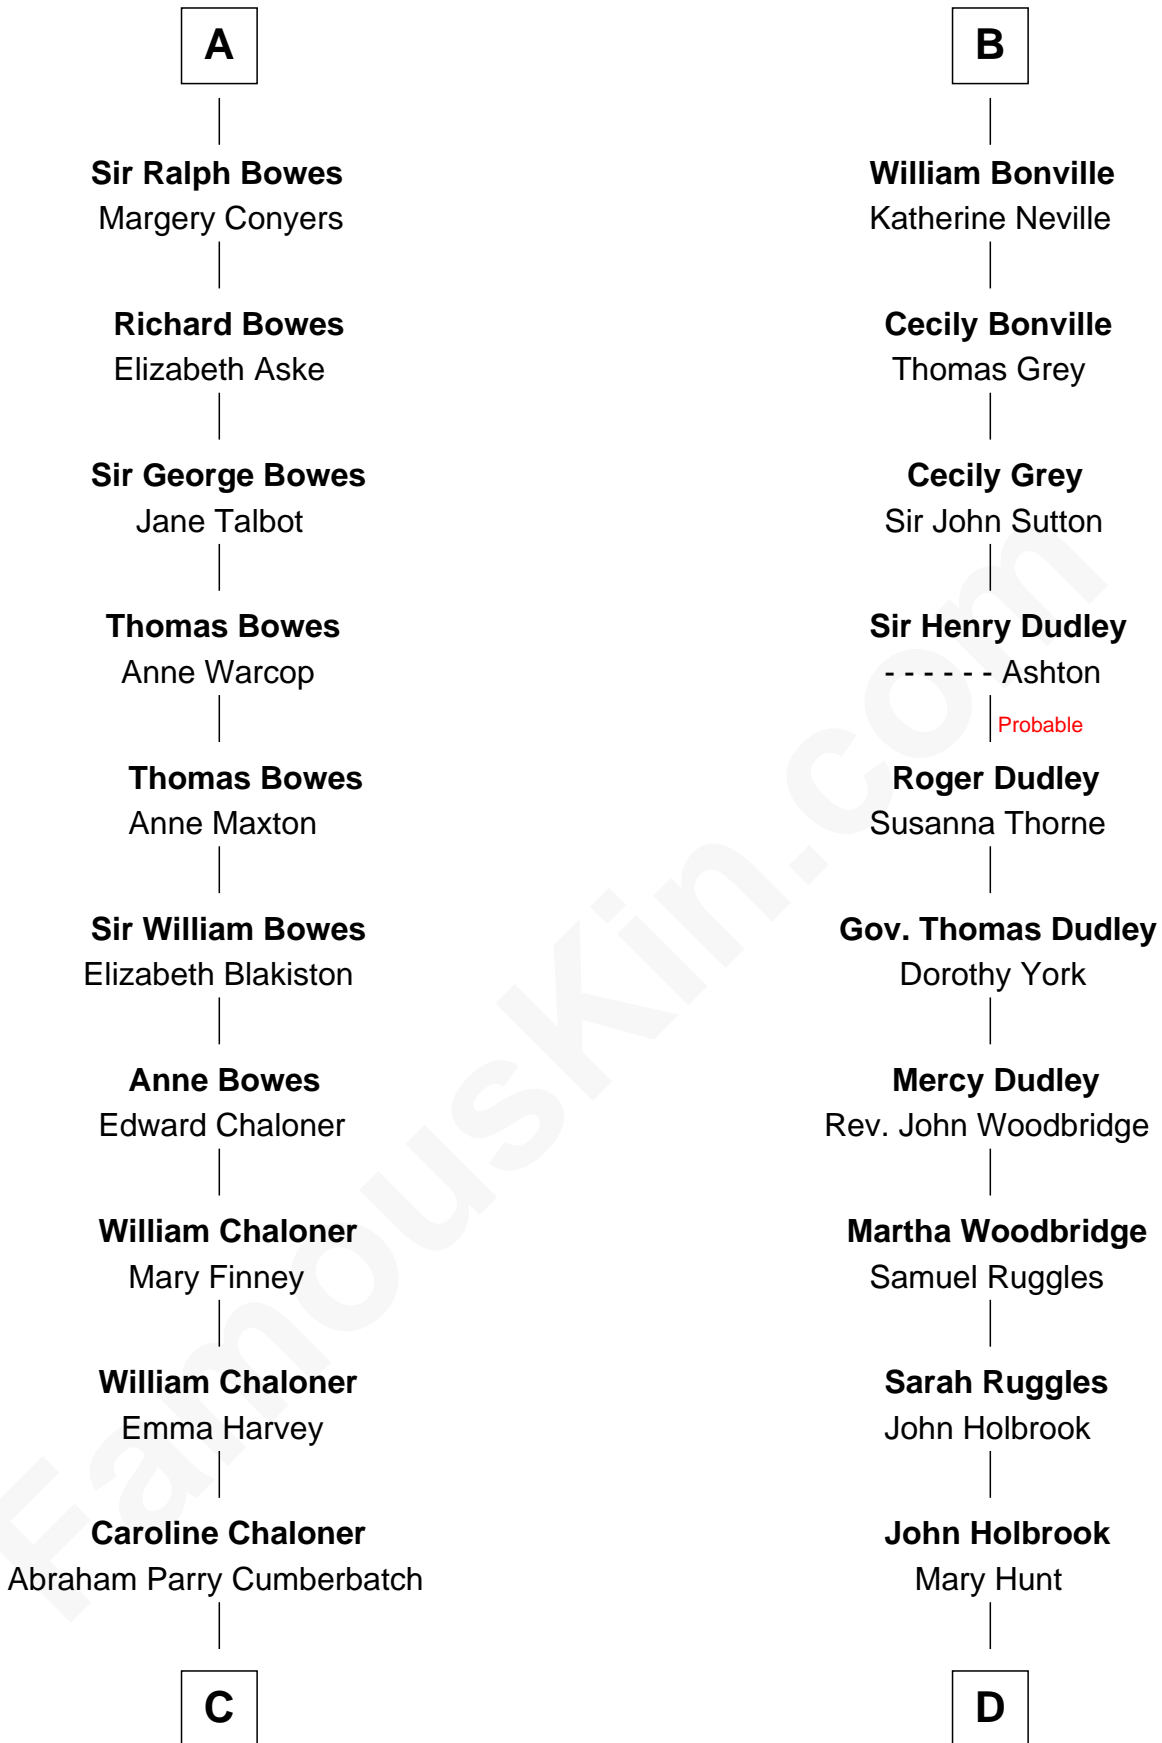 A
Sir Ralph Bowes
Margery Conyers
Richard Bowes
Elizabeth Aske
Sir George Bowes
Jane Talbot
Thomas Bowes
Anne Warcop
Thomas Bowes
Anne Maxton
Sir William Bowes
Elizabeth Blakiston
Anne Bowes
Edward Chaloner
William Chaloner
Mary Finney
William Chaloner
Emma Harvey
Caroline Chaloner
Abraham Parry Cumberbatch
C
B
William Bonville
Katherine Neville
Cecily Bonville
Thomas Grey
Cecily Grey
Sir John Sutton
Sir Henry Dudley
- - - - - - Ashton
Probable
Roger Dudley
Susanna Thorne
Gov. Thomas Dudley
Dorothy York
Mercy Dudley
Rev. John Woodbridge
Martha Woodbridge
Samuel Ruggles
Sarah Ruggles
John Holbrook
John Holbrook
Mary Hunt
D
FamousKin.com